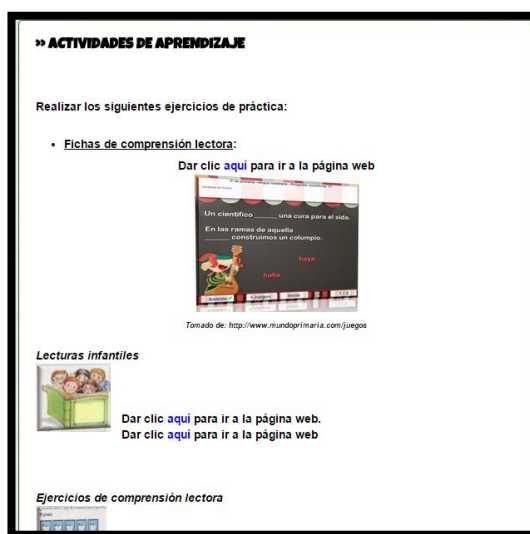 » ACTIVIDADES DE APRENDIZAJE
Realizar los siguientes ejercicios de práctica:
• Fichas de comprensión lectora:
Dar clic aquí para ir a la página web
Un científico ______ una cura para el sida.
En las ramas de aquella
______ construimos un columpio.
haya
halla
Tomado de: http://www.mundoprimaria.com/juegos
Lecturas infantiles
Dar clic aquí para ir a la página web.
Dar clic aquí para ir a la página web
Ejercicios de comprensión lectora